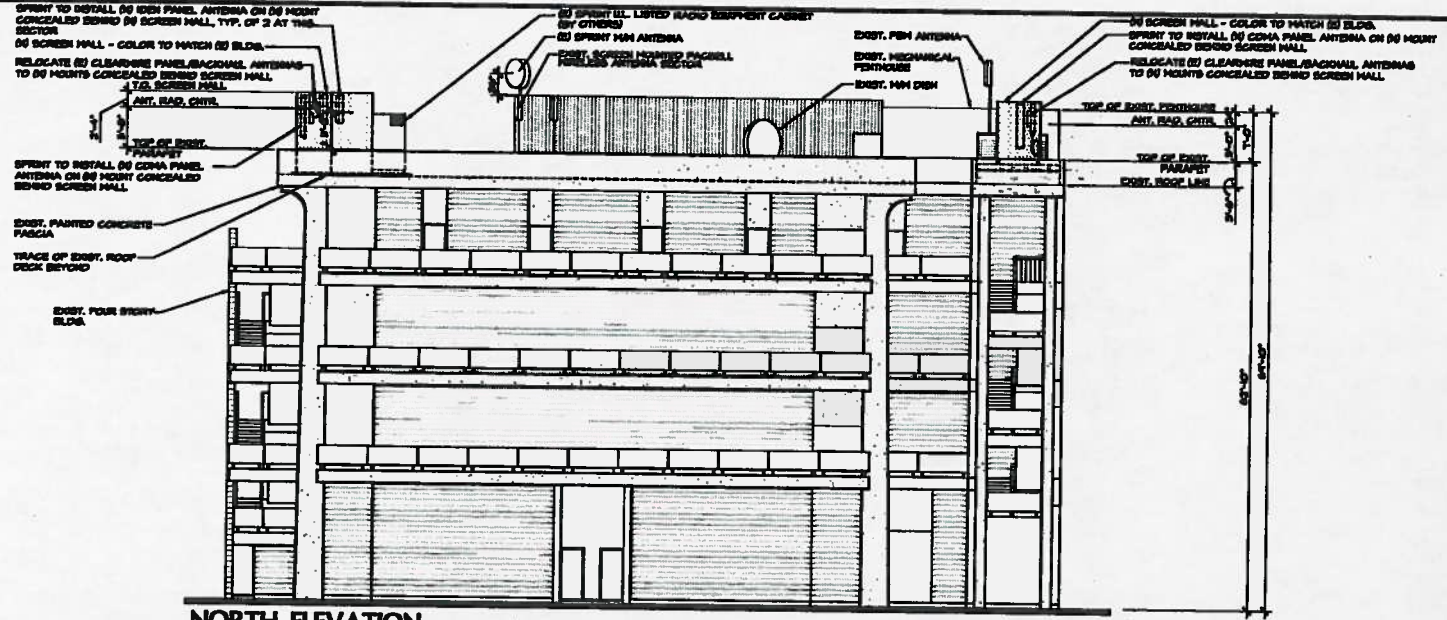 SPRINT TO INSTALL (N) IDEN PANEL ANTENNA ON (N) MOUNT
CONCEALED BEHIND (N) SCREEN WALL, TYP. OF 2 AT THIS
SECTOR
(N) SCREEN WALL - COLOR TO MATCH (E) BLDG.
RELOCATE (E) CLEARWIRE PANEL/BACKHAUL ANTENNAS
TO (N) MOUNTS CONCEALED BEHIND SCREEN WALL
T.O. SCREEN WALL
ANT. RAD. CNTR.
TOP OF EXIST.
PARAPET
SPRINT TO INSTALL (N) CDMA PANEL
ANTENNA ON (N) MOUNT CONCEALED
BEHIND SCREEN WALL
EXIST. PAINTED CONCRETE
FASCIA
TRACE OF EXIST. ROOF
DECK BEYOND
EXIST. FOUR STORY
BLDG.
(E) SPRINT U.L. LISTED RADIO EQUIPMENT CABINET
(BY OTHERS)
(E) SPRINT M/W ANTENNA
EXIST. SCREEN MOUNTED PACBELL
WIRELESS ANTENNA SECTOR
EXIST. PBM ANTENNA
EXIST. MECHANICAL
PENTHOUSE
EXIST. M/W DISH
(N) SCREEN WALL - COLOR TO MATCH (E) BLDG.
SPRINT TO INSTALL (N) CDMA PANEL ANTENNA ON (N) MOUNT
CONCEALED BEHIND SCREEN WALL
RELOCATE (E) CLEARWIRE PANEL/BACKHAUL ANTENNAS
TO (N) MOUNTS CONCEALED BEHIND SCREEN WALL
TOP OF EXIST. PENTHOUSE
ANT. RAD. CNTR.
TOP OF EXIST.
PARAPET
EXIST. ROOF LINE
7'-0"
NORTH ELEVATION